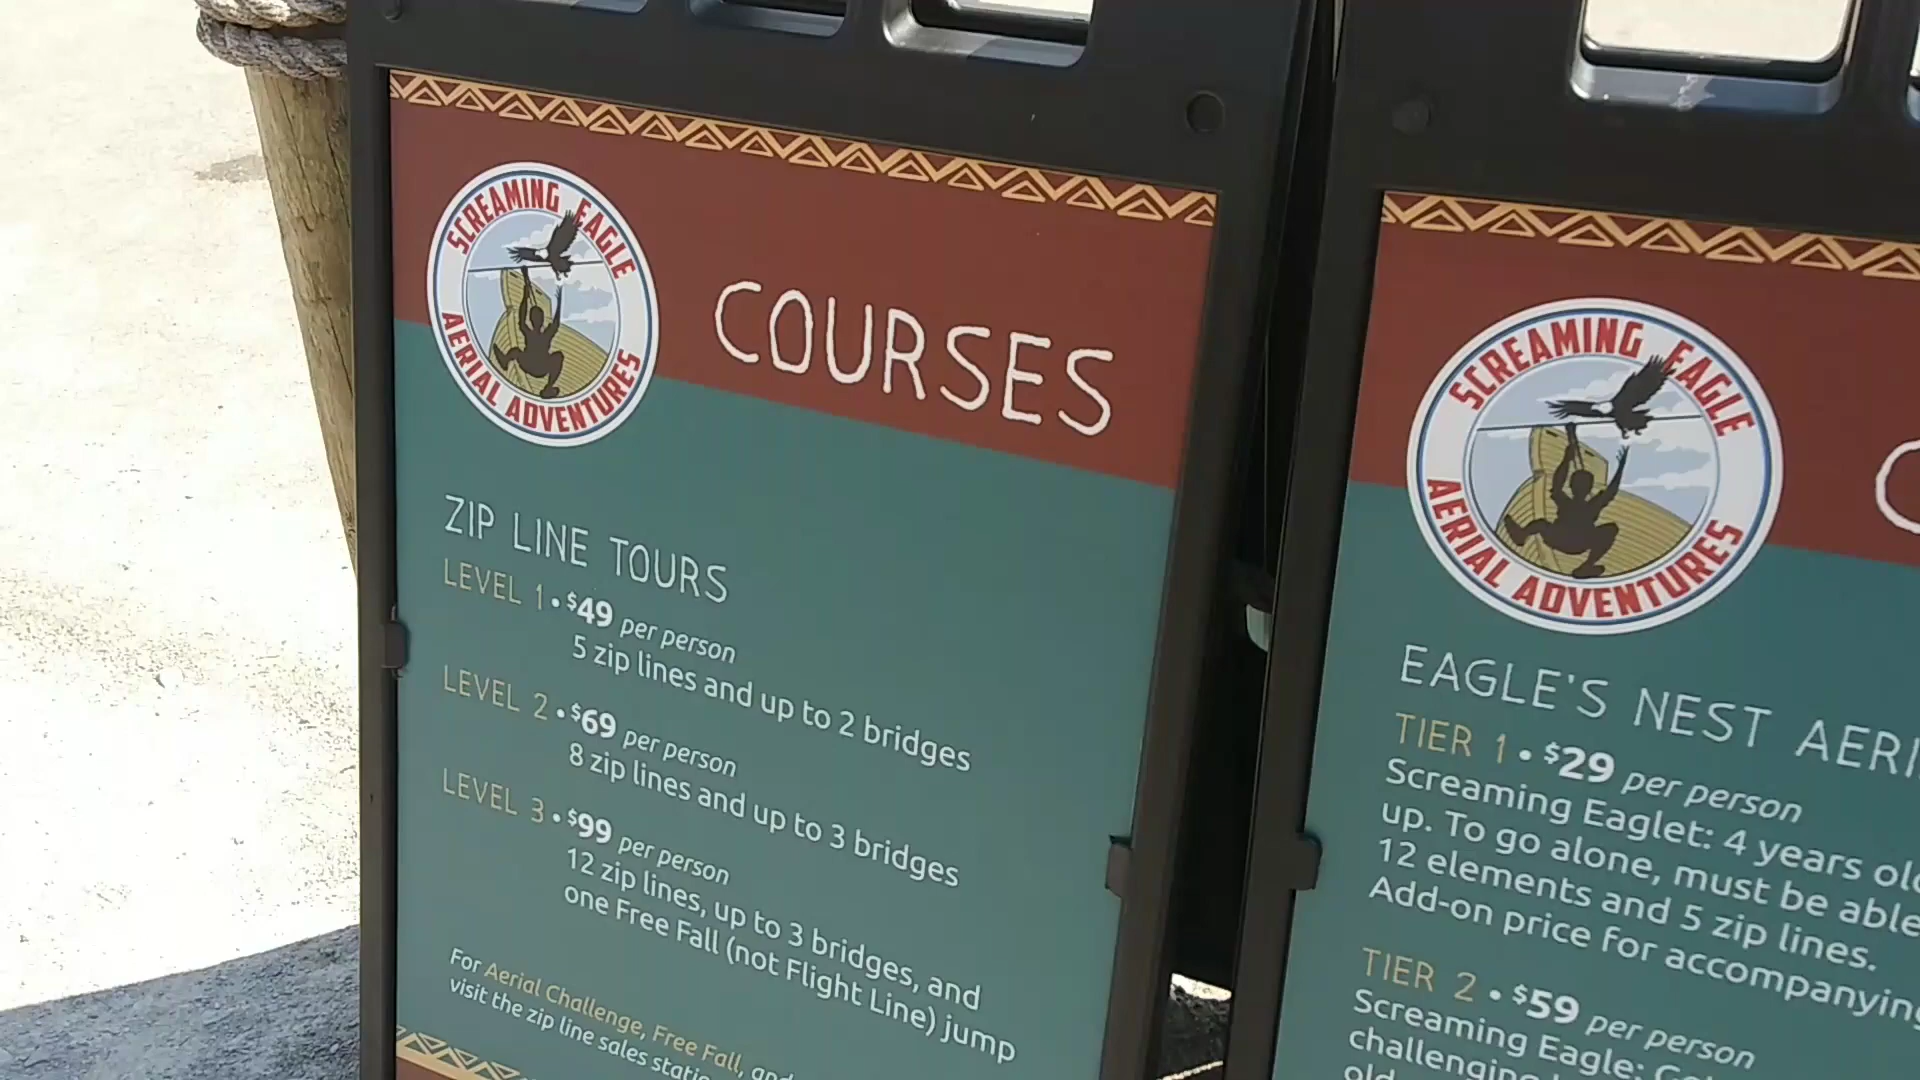 SCREAMING EAGLE
AERIAL ADVENTURES
COURSES
ZIP LINE TOURS
LEVEL 1 • $49 per person
5 zip lines and up to 2 bridges
LEVEL 2 • $69 per person
8 zip lines and up to 3 bridges
LEVEL 3 • $99 per person
12 zip lines, up to 3 bridges, and
one Free Fall (not Flight Line) jump
For Aerial Challenge, Free Fall, and
visit the zip line sales
SCREAMING EAGLE
AERIAL ADVENTURES
EAGLE'S NEST
TIER 1 • $29 per person
Screaming Eaglet: 4 years
up. To go alone, must be able
12 elements and 5 zip lines.
Add-on price for accompanying
TIER 2 • $59 per person
Screaming Eagle:
challenging